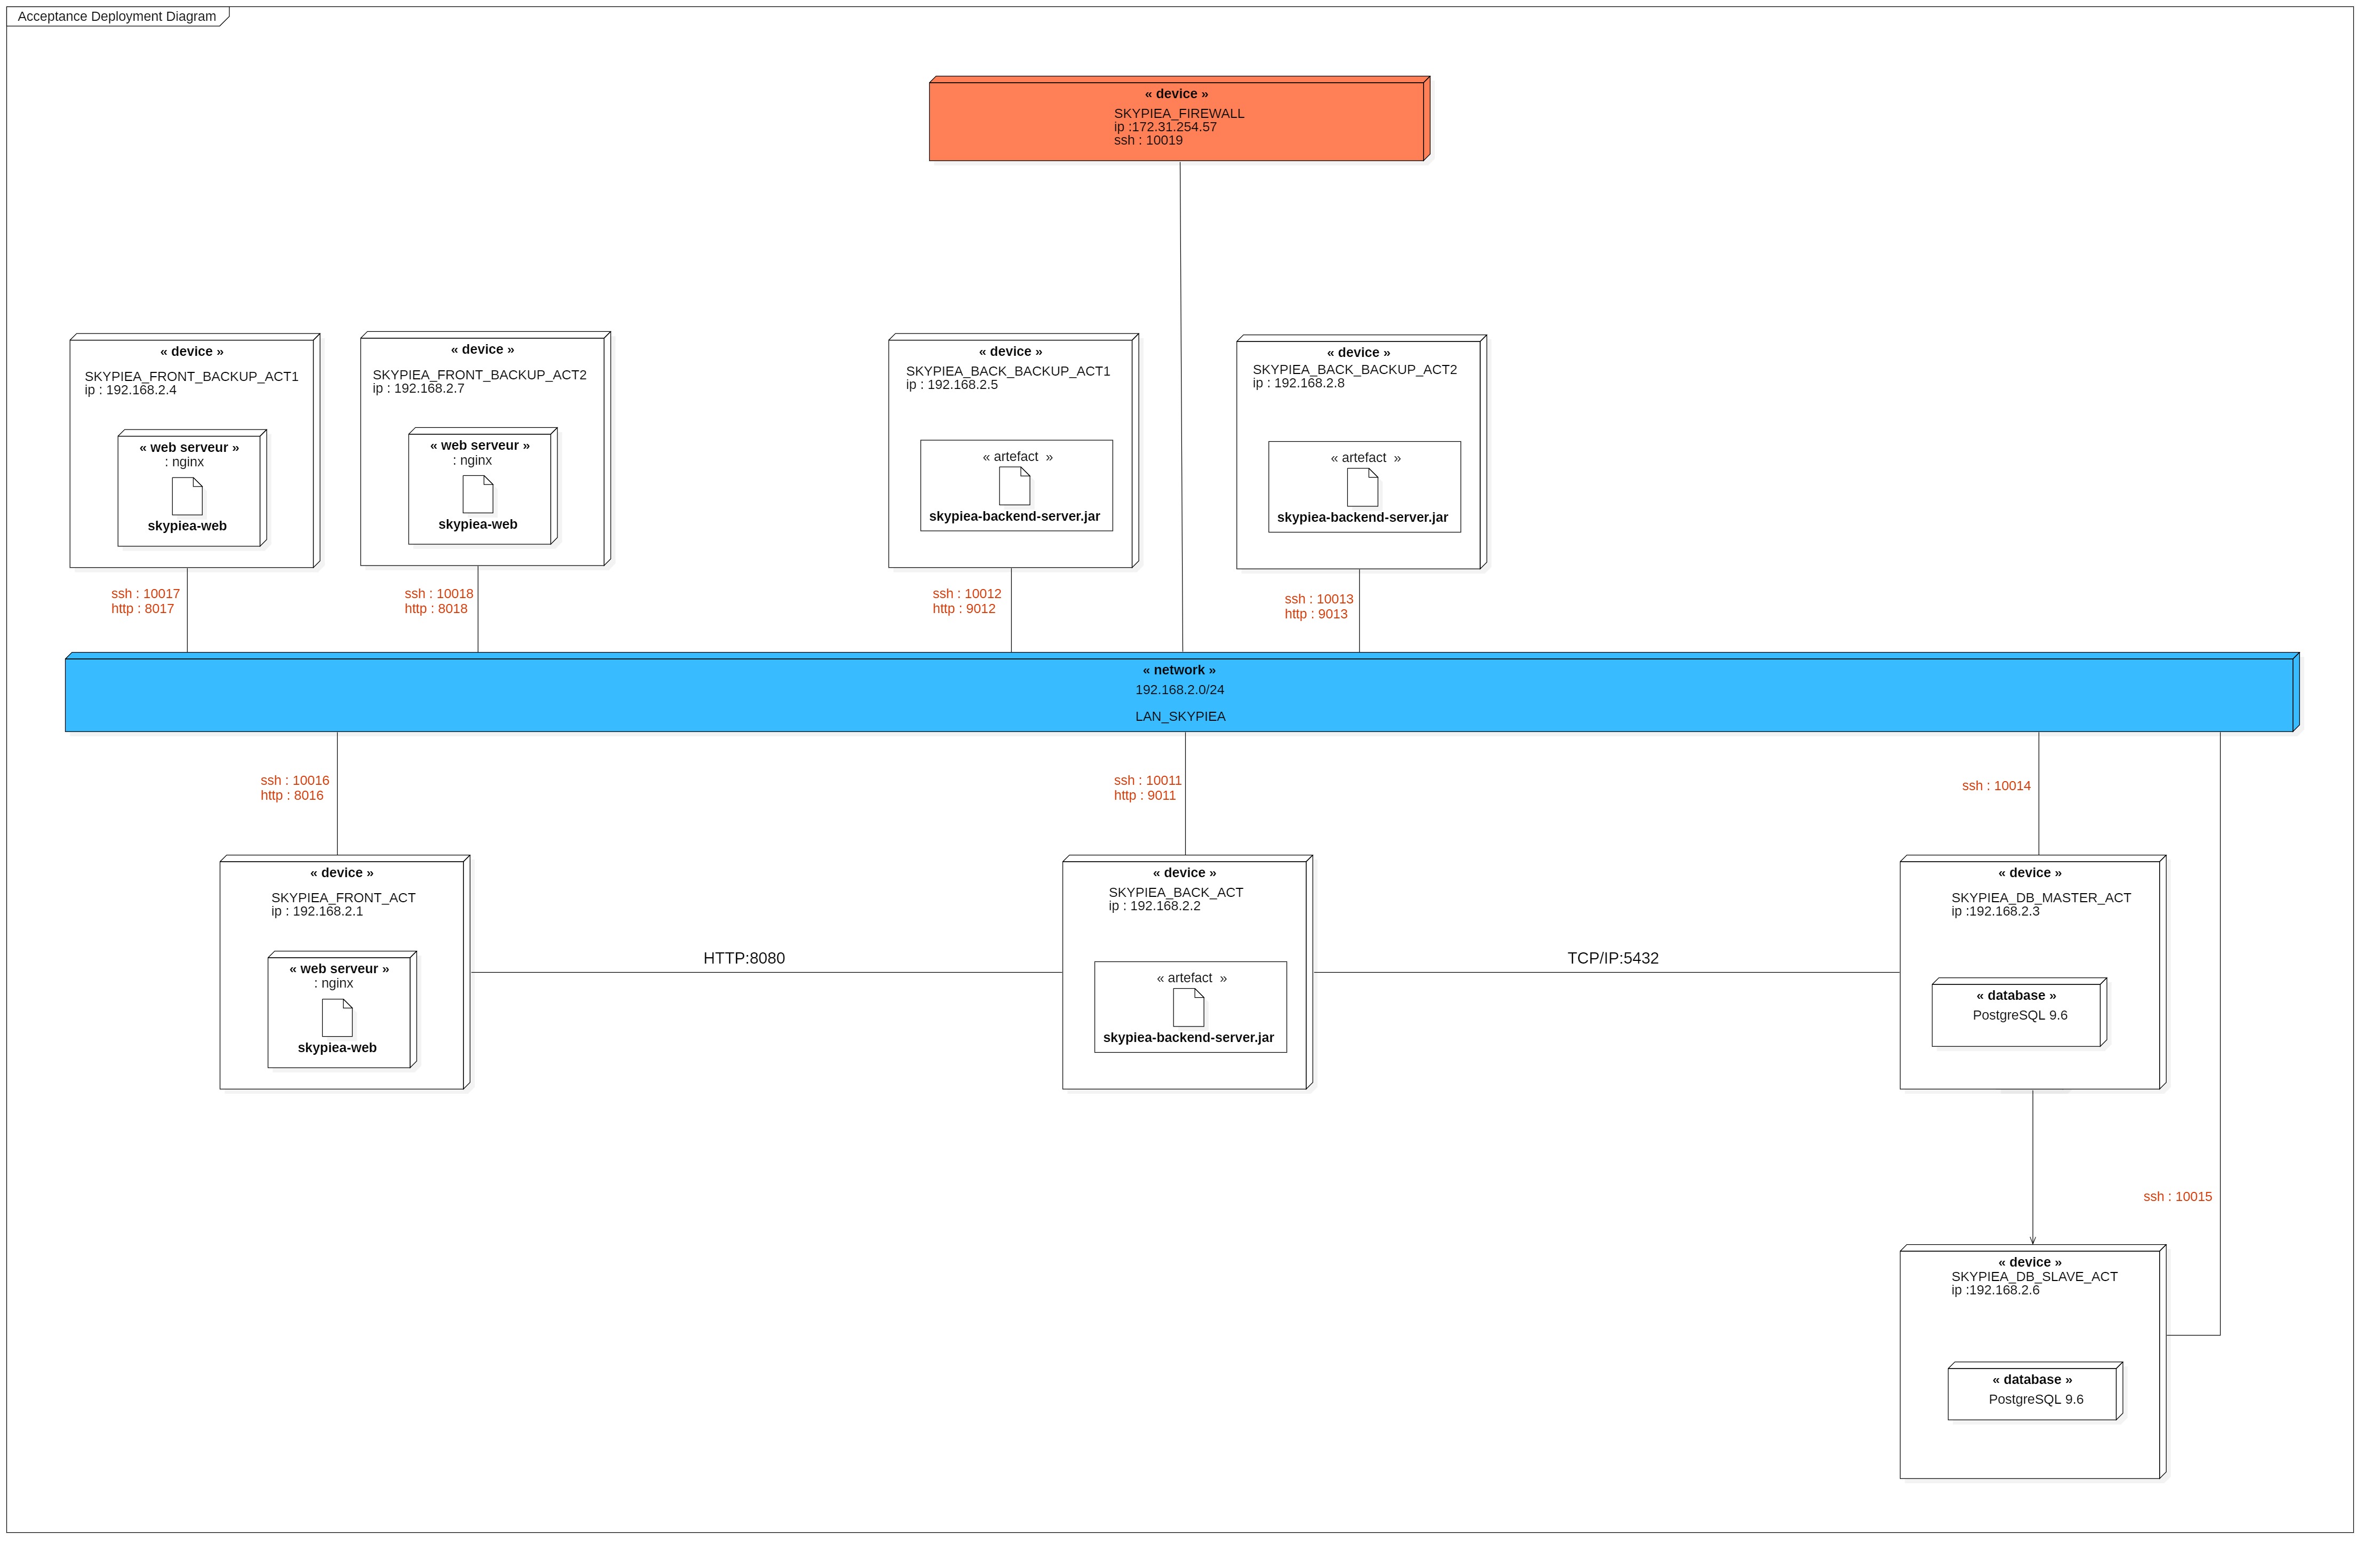 Acceptance Deployment Diagram
« device »
SKYPIEA_FIREWALL
ip :172.31.254.57
ssh : 10019
« device »
SKYPIEA_FRONT_BACKUP_ACT1
ip : 192.168.2.4
« web serveur »
: nginx
skypiea-web
« device »
SKYPIEA_FRONT_BACKUP_ACT2
ip : 192.168.2.7
« web serveur »
: nginx
skypiea-web
« device »
SKYPIEA_BACK_BACKUP_ACT1
ip : 192.168.2.5
« artefact  »
skypiea-backend-server.jar
« device »
SKYPIEA_BACK_BACKUP_ACT2
ip : 192.168.2.8
« artefact  »
skypiea-backend-server.jar
ssh : 10017
http : 8017
ssh : 10018
http : 8018
ssh : 10012
http : 9012
ssh : 10013
http : 9013
« network »
192.168.2.0/24
LAN_SKYPIEA
ssh : 10016
http : 8016
ssh : 10011
http : 9011
ssh : 10014
« device »
SKYPIEA_FRONT_ACT
ip : 192.168.2.1
« web serveur »
: nginx
skypiea-web
HTTP:8080
« device »
SKYPIEA_BACK_ACT
ip : 192.168.2.2
« artefact  »
skypiea-backend-server.jar
TCP/IP:5432
« device »
SKYPIEA_DB_MASTER_ACT
ip :192.168.2.3
« database »
PostgreSQL 9.6
ssh : 10015
« device »
SKYPIEA_DB_SLAVE_ACT
ip :192.168.2.6
« database »
PostgreSQL 9.6